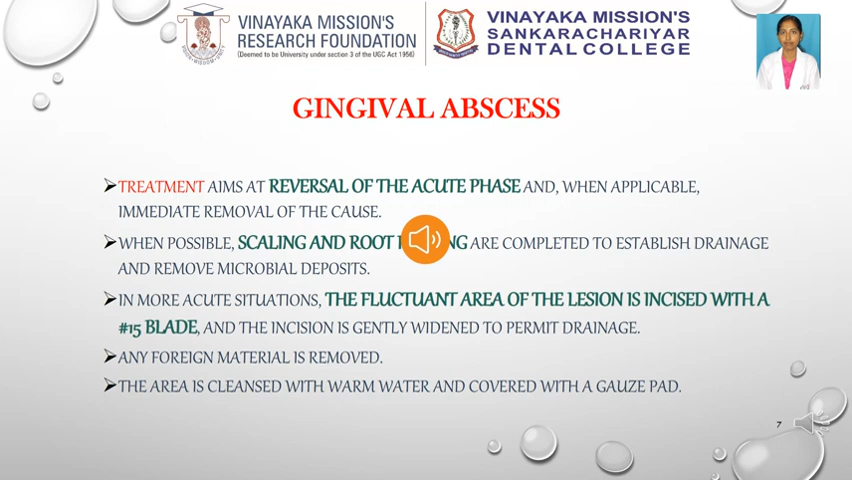 VINAYAKA MISSION'S
RESEARCH FOUNDATION
(Deemed to be University under section 3 of the UGC Act 1956)
VINAYAKA MISSION'S
SANKARACHARIYAR
DENTAL COLLEGE
GINGIVAL ABSCESS
➢TREATMENT AIMS AT REVERSAL OF THE ACUTE PHASE AND, WHEN APPLICABLE,
IMMEDIATE REMOVAL OF THE CAUSE.
➢WHEN POSSIBLE, SCALING AND ROOT ARE COMPLETED TO ESTABLISH DRAINAGE
AND REMOVE MICROBIAL DEPOSITS.
➢IN MORE ACUTE SITUATIONS, THE FLUCTUANT AREA OF THE LESION IS INCISED WITH A
#15 BLADE, AND THE INCISION IS GENTLY WIDENED TO PERMIT DRAINAGE.
➢ANY FOREIGN MATERIAL IS REMOVED.
➢THE AREA IS CLEANSED WITH WARM WATER AND COVERED WITH A GAUZE PAD.
7